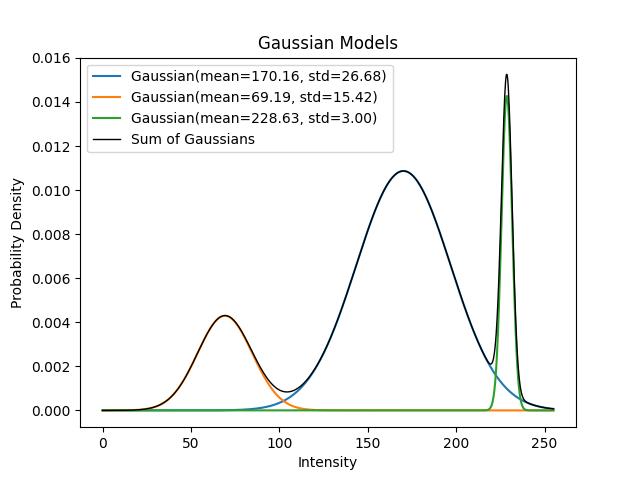 Gaussian Models
Gaussian(mean=170.16, std=26.68)
Gaussian(mean=69.19, std=15.42)
Gaussian(mean=228.63, std=3.00)
Sum of Gaussians
Probability Density
0.016
0.014
0.012
0.010
0.008
0.006
0.004
0.002
0.000
0 50 100 150 200 250
Intensity